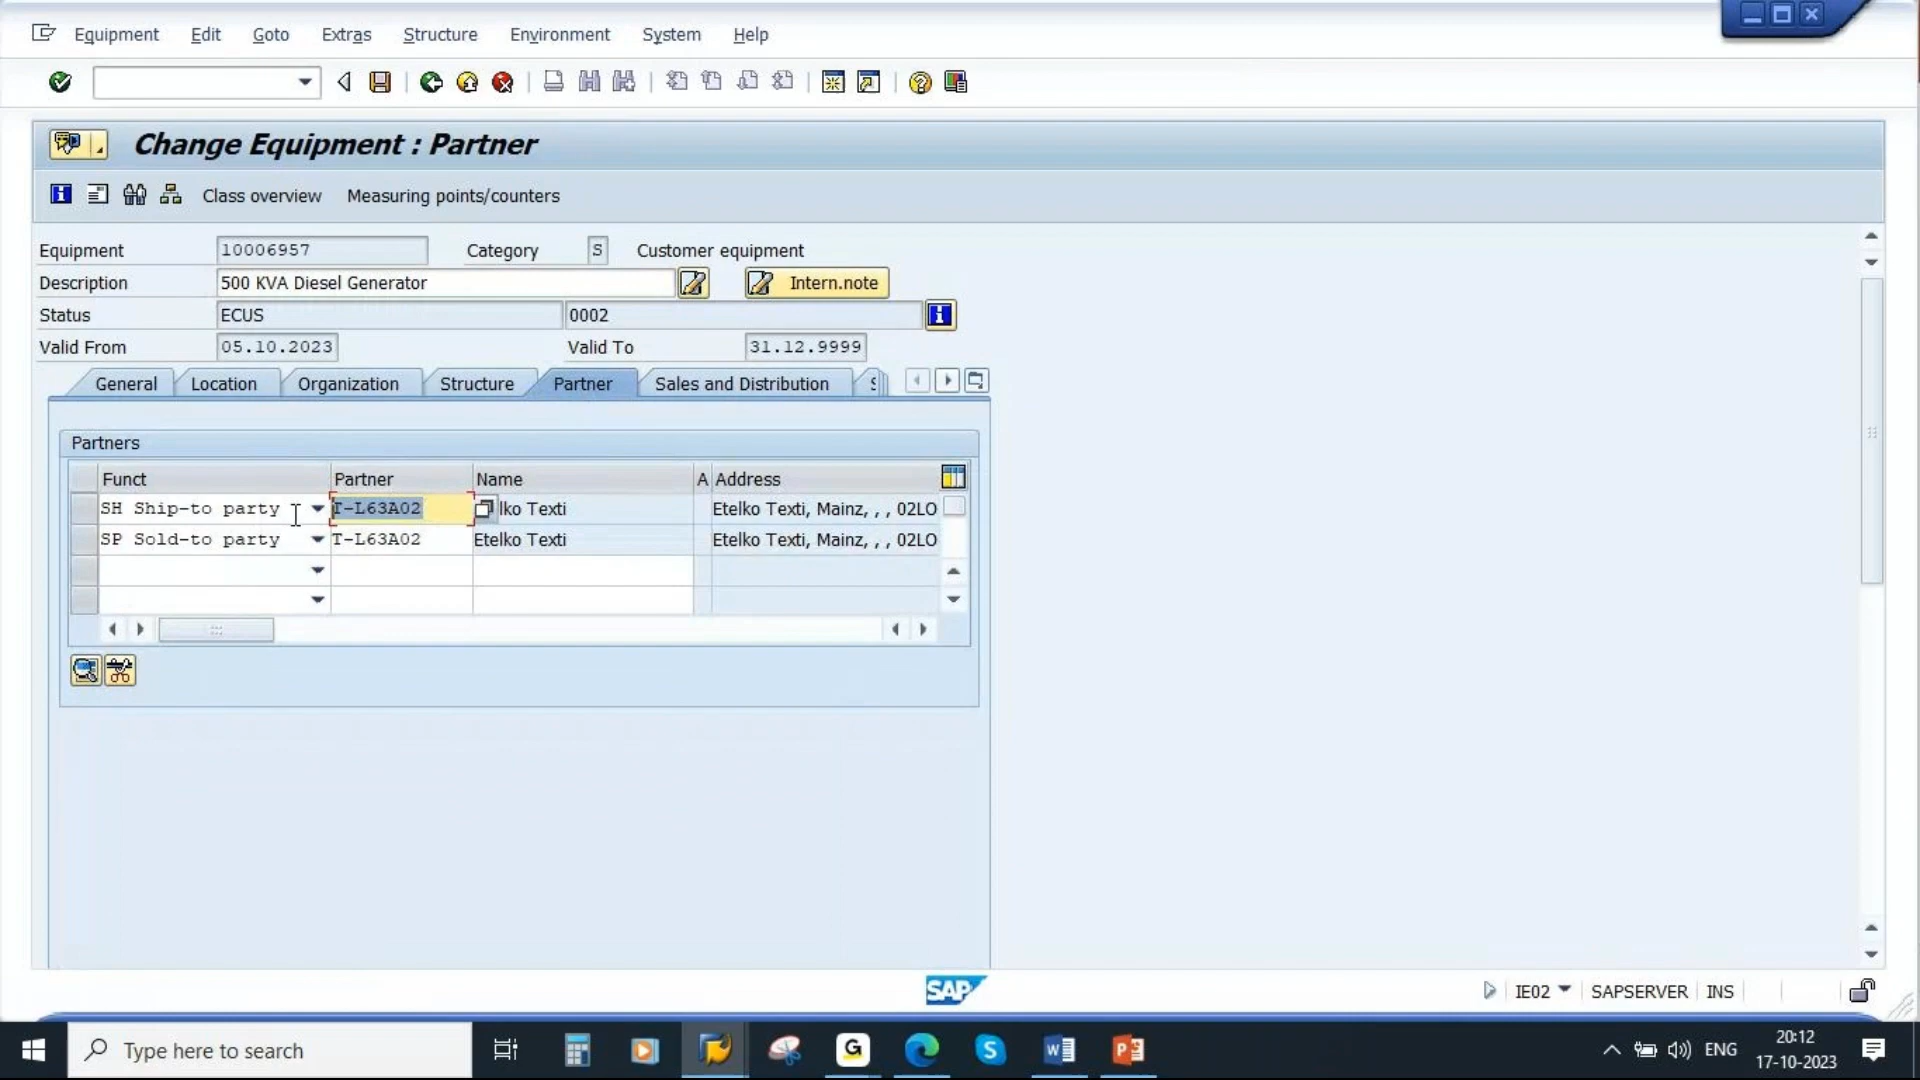 Equipment Edit Goto Extras Structure Environment System Help
Change Equipment : Partner
Class overview Measuring points/counters
Equipment 10006957 Category S Customer equipment
Description 500 KVA Diesel Generator Intern.note
Status ECUS 0002
Valid From 05.10.2023 Valid To 31.12.9999
General Location Organization Structure Partner Sales and Distribution
Partners
Funct Partner Name A Address
SH Ship-to party T-L63A02 lko Texti Etelko Texti, Mainz, , , 02LO
SP Sold-to party T-L63A02 Etelko Texti Etelko Texti, Mainz, , , 02LO
SAP
IE02 SAPSERVER INS
Type here to search
G
S
W
P
ENG
20:12
17-10-2023